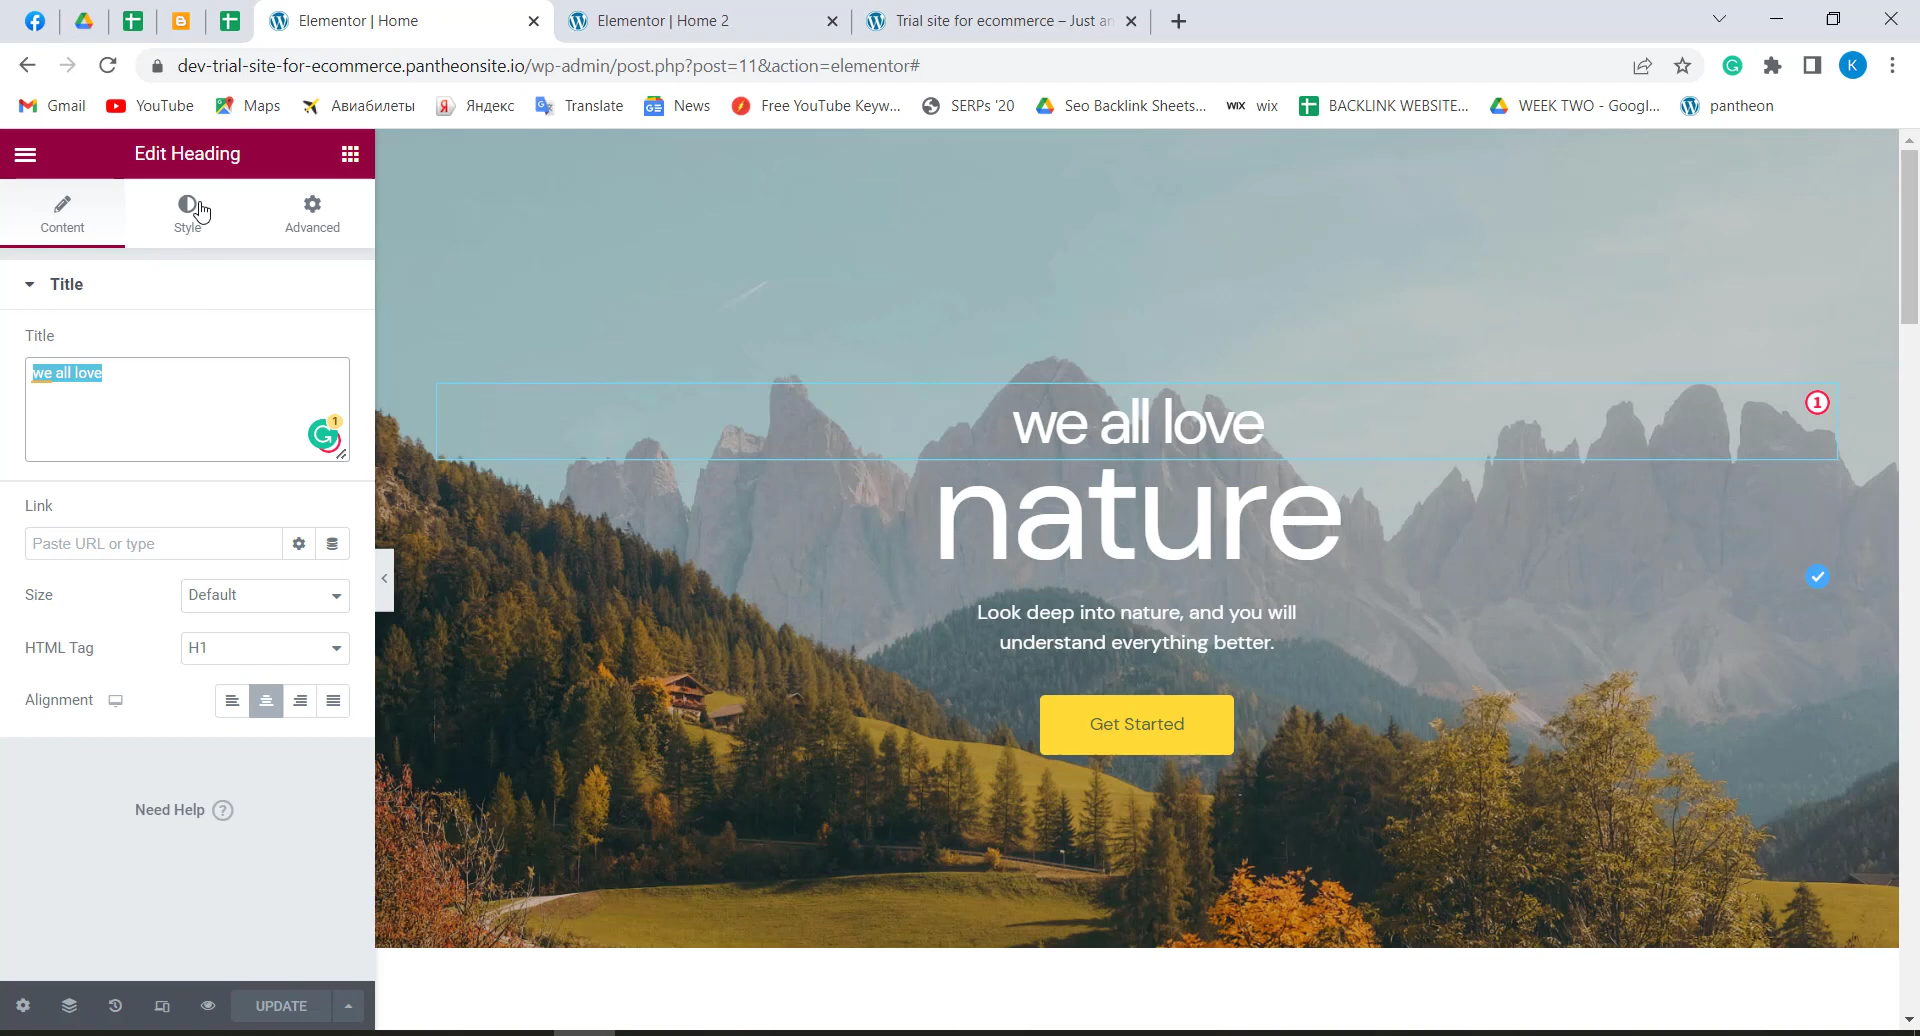 Elementor | Home
Elementor | Home 2
Trial site for ecommerce – Just an
dev-trial-site-for-ecommerce.pantheonsite.io/wp-admin/post.php?post=11&action=elementor#
K
Gmail
YouTube
Maps
Авиабилеты
Яндекс
Translate
News
Free YouTube Keyw...
SERPs '20
Seo Backlink Sheets...
WIX wix
BACKLINK WEBSITE...
WEEK TWO - Googl...
pantheon
Edit Heading
Content
Style
Advanced
Title
Title
we all love
1
Link
Paste URL or type
Size
Default
HTML Tag
H1
Alignment
Need Help ?
UPDATE
we all love
1
nature
Look deep into nature, and you will
understand everything better.
Get Started